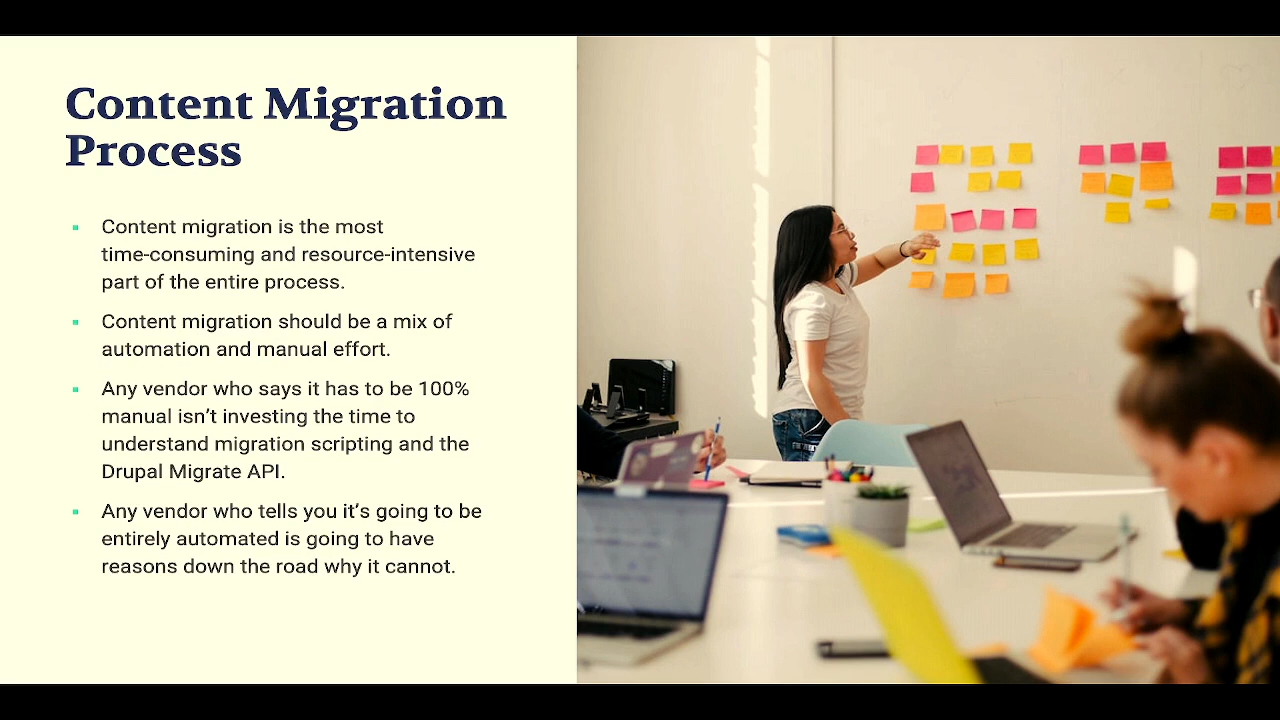 Content Migration
Process
Content migration is the most
time-consuming and resource-intensive
part of the entire process.
Content migration should be a mix of
automation and manual effort.
Any vendor who says it has to be 100%
manual isn’t investing the time to
understand migration scripting and the
Drupal Migrate API.
Any vendor who tells you it’s going to be
entirely automated is going to have
reasons down the road why it cannot.